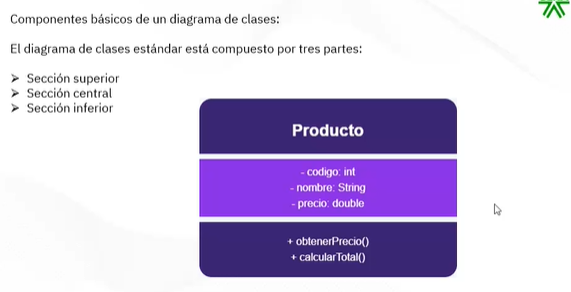 Componentes básicos de un diagrama de clases:
El diagrama de clases estándar está compuesto por tres partes:
➤ Sección superior
➤ Sección central
➤ Sección inferior
Producto
- codigo: int
- nombre: String
- precio: double
+ obtenerPrecio()
+ calcularTotal()